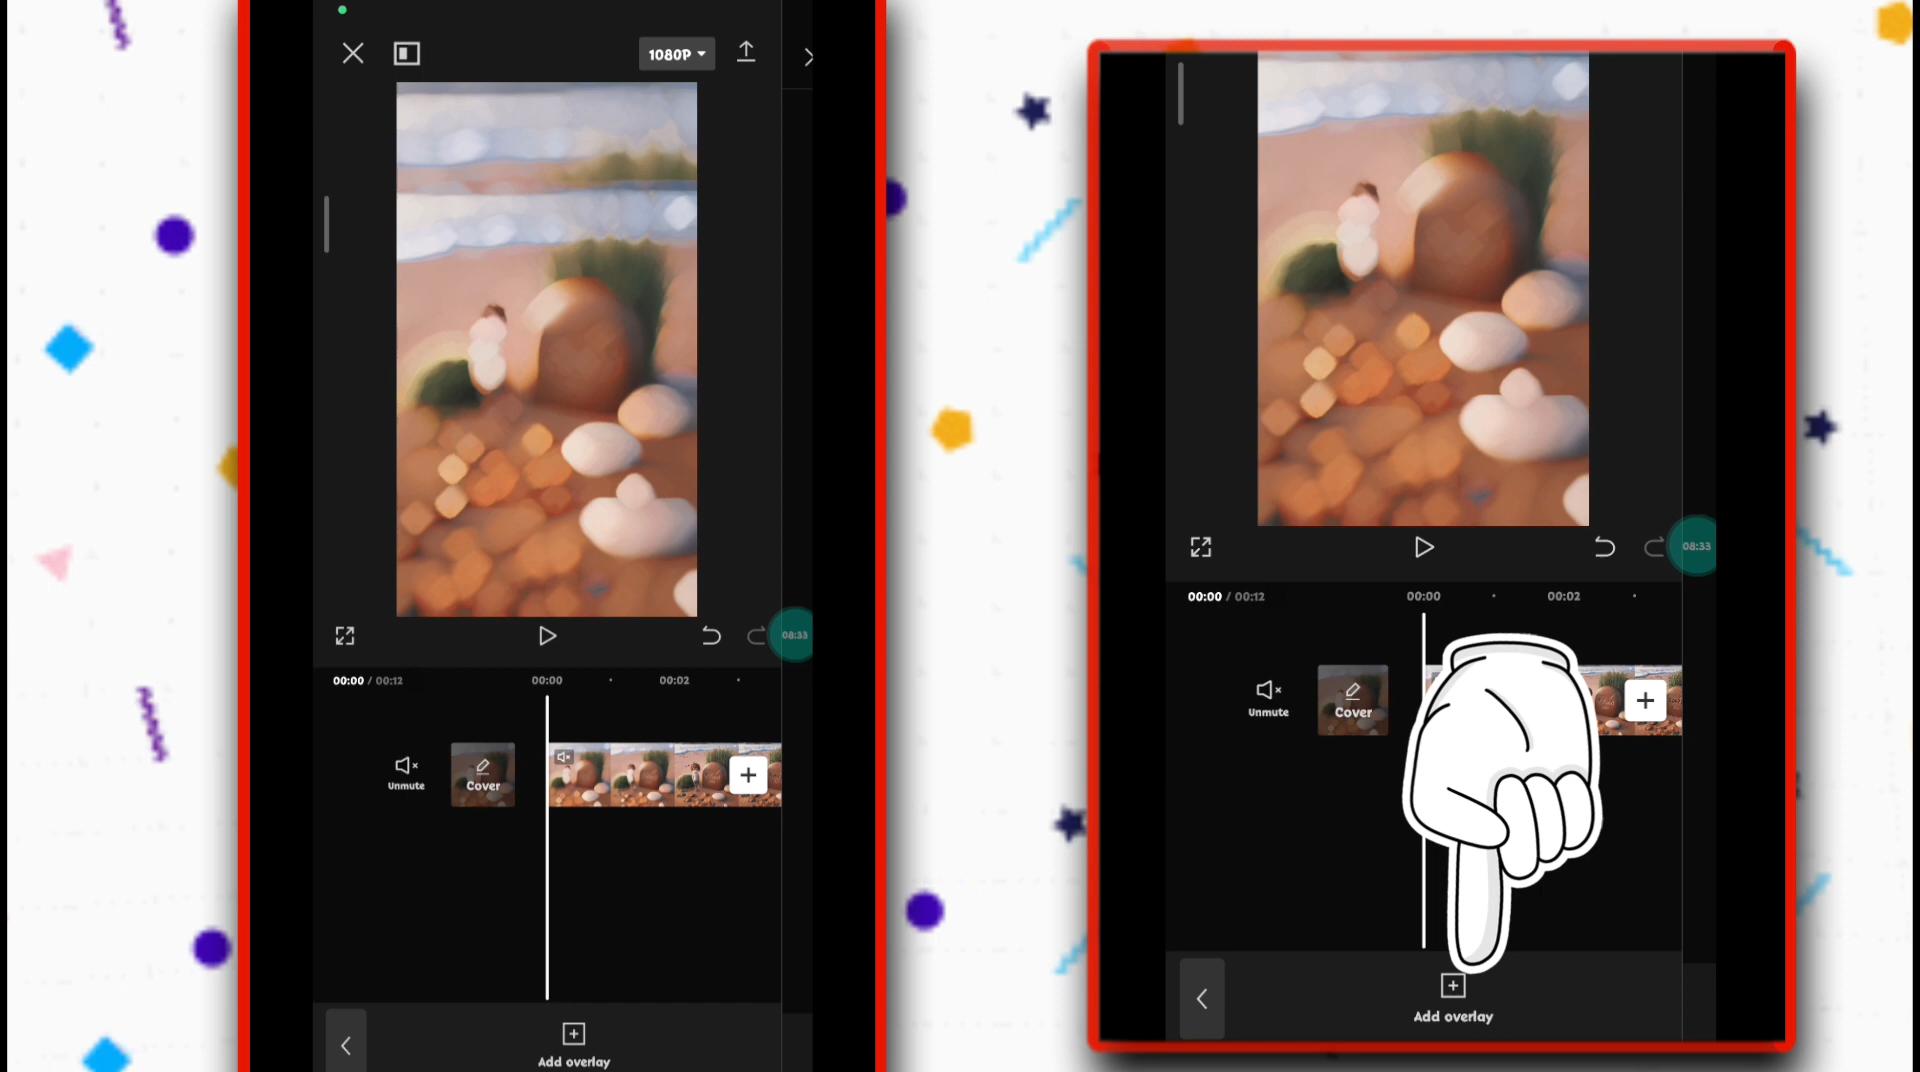 1080P
08:33
00:00 / 00:12
00:00
00:02
Unmute
Cover
Add overlay
08:33
00:00 / 00:12
00:00
00:02
Unmute
Cover
Add overlay